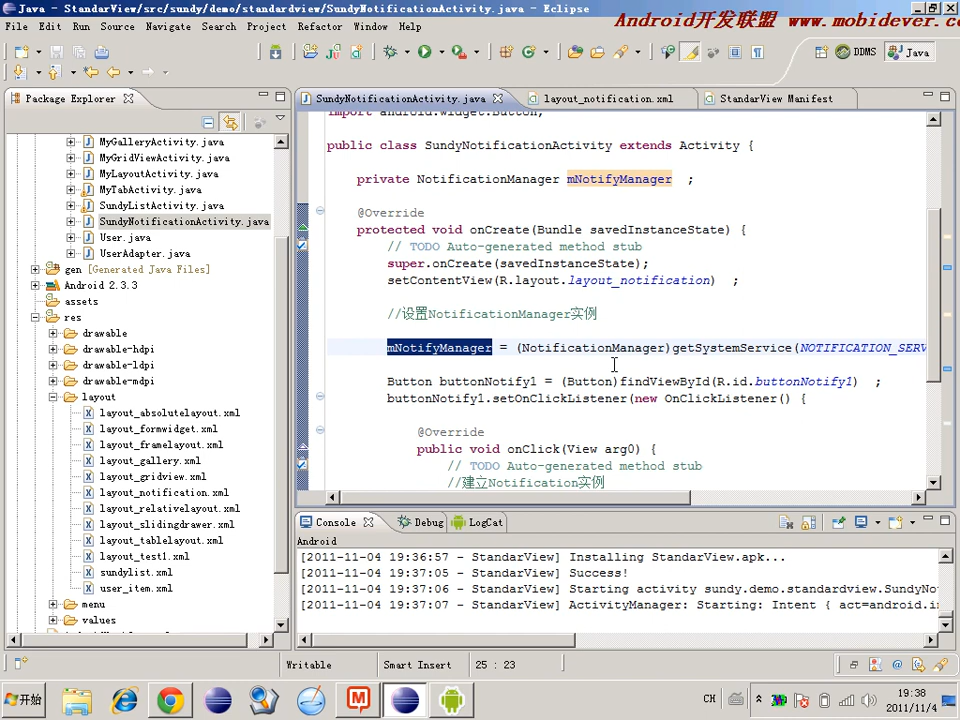 Java - StandarView/src/sundy/demo/standardview/SundyNotificationActivity.java - Eclipse
Android开发联盟 www.mobidever.com
File Edit Run Source Navigate Search Project Refactor Window Help
DDMS Java
Package Explorer
SundyNotificationActivity.java
layout_notification.xml
StandarView Manifest
MyGalleryActivity.java
MyGridViewActivity.java
MyLayoutActivity.java
MyTabActivity.java
SundyListActivity.java
SundyNotificationActivity.java
User.java
UserAdapter.java
gen [Generated Java Files]
Android 2.3.3
assets
res
drawable
drawable-hdpi
drawable-ldpi
drawable-mdpi
layout
layout_absolutelayout.xml
layout_formwidget.xml
layout_framelayout.xml
layout_gallery.xml
layout_gridview.xml
layout_notification.xml
layout_relativelayout.xml
layout_slidingdrawer.xml
layout_tablelayout.xml
layout_test1.xml
sundylist.xml
user_item.xml
menu
values
import android.widget.Button;
public class SundyNotificationActivity extends Activity {
private NotificationManager mNotifyManager ;
@Override
protected void onCreate(Bundle savedInstanceState) {
// TODO Auto-generated method stub
super.onCreate(savedInstanceState);
setContentView(R.layout.layout_notification) ;
//设置NotificationManager实例
mNotifyManager = (NotificationManager)getSystemService(NOTIFICATION_SERV
Button buttonNotify1 = (Button)findViewById(R.id.buttonNotify1) ;
buttonNotify1.setOnClickListener(new OnClickListener() {
@Override
public void onClick(View arg0) {
// TODO Auto-generated method stub
//建立Notification实例
Console Debug LogCat
Android
[2011-11-04 19:36:57 - StandarView] Installing StandarView.apk...
[2011-11-04 19:37:05 - StandarView] Success!
[2011-11-04 19:37:06 - StandarView] Starting activity sundy.demo.standardview.SundyNo
[2011-11-04 19:37:07 - StandarView] ActivityManager: Starting: Intent { act=android.in
Writable Smart Insert 25 : 23
开始
CH
19:38
2011/11/4